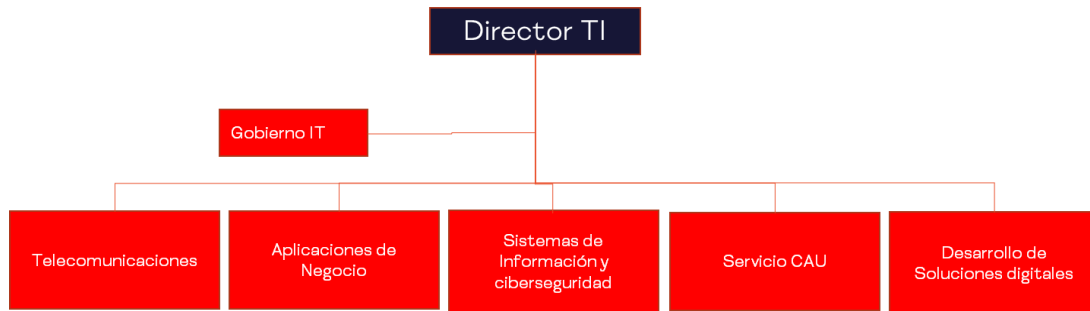 Director TI
Gobierno IT
Telecomunicaciones
Aplicaciones de
Negocio
Sistemas de
Información y
ciberseguridad
Servicio CAU
Desarrollo de
Soluciones digitales